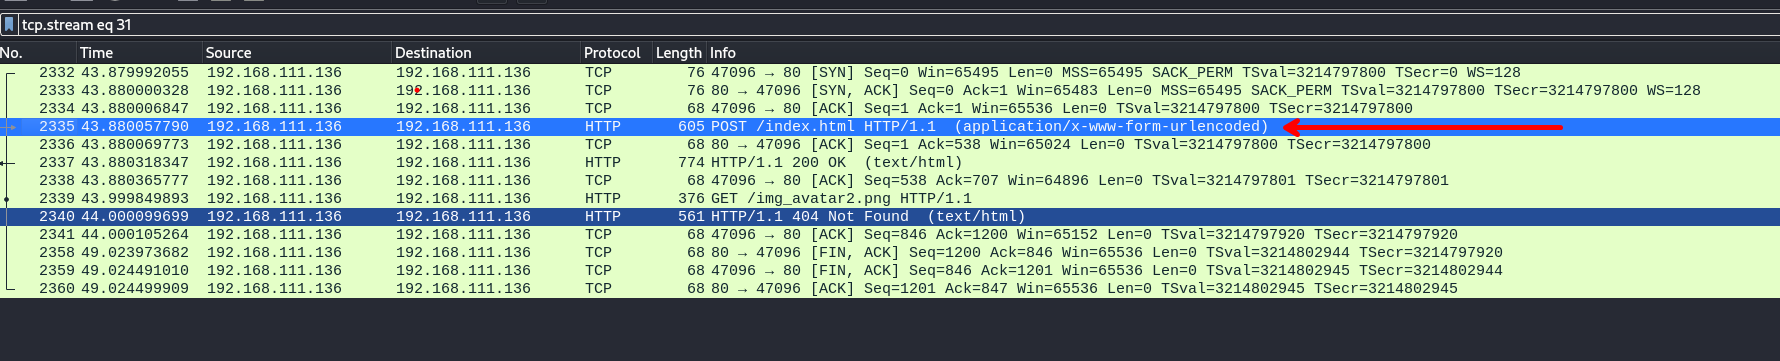 tcp.stream eq 31
No. Time Source Destination Protocol Length Info
2332 43.879992055 192.168.111.136 192.168.111.136 TCP 76 47096 → 80 [SYN] Seq=0 Win=65495 Len=0 MSS=65495 SACK_PERM TSval=3214797800 TSecr=0 WS=128
2333 43.880000328 192.168.111.136 192.168.111.136 TCP 76 80 → 47096 [SYN, ACK] Seq=0 Ack=1 Win=65483 Len=0 MSS=65495 SACK_PERM TSval=3214797800 TSecr=3214797800 WS=128
2334 43.880006847 192.168.111.136 192.168.111.136 TCP 68 47096 → 80 [ACK] Seq=1 Ack=1 Win=65536 Len=0 TSval=3214797800 TSecr=3214797800
2335 43.880057790 192.168.111.136 192.168.111.136 HTTP 605 POST /index.html HTTP/1.1 (application/x-www-form-urlencoded)
2336 43.880069773 192.168.111.136 192.168.111.136 TCP 68 80 → 47096 [ACK] Seq=1 Ack=538 Win=65024 Len=0 TSval=3214797800 TSecr=3214797800
2337 43.880318347 192.168.111.136 192.168.111.136 HTTP 774 HTTP/1.1 200 OK (text/html)
2338 43.880365777 192.168.111.136 192.168.111.136 TCP 68 47096 → 80 [ACK] Seq=538 Ack=707 Win=64896 Len=0 TSval=3214797801 TSecr=3214797801
2339 43.999849893 192.168.111.136 192.168.111.136 HTTP 376 GET /img_avatar2.png HTTP/1.1
2340 44.000099699 192.168.111.136 192.168.111.136 HTTP 561 HTTP/1.1 404 Not Found (text/html)
2341 44.000105264 192.168.111.136 192.168.111.136 TCP 68 47096 → 80 [ACK] Seq=846 Ack=1200 Win=65152 Len=0 TSval=3214797920 TSecr=3214797920
2358 49.023973682 192.168.111.136 192.168.111.136 TCP 68 80 → 47096 [FIN, ACK] Seq=1200 Ack=846 Win=65536 Len=0 TSval=3214802944 TSecr=3214797920
2359 49.024491010 192.168.111.136 192.168.111.136 TCP 68 47096 → 80 [FIN, ACK] Seq=846 Ack=1201 Win=65536 Len=0 TSval=3214802945 TSecr=3214802944
2360 49.024499909 192.168.111.136 192.168.111.136 TCP 68 80 → 47096 [ACK] Seq=1201 Ack=847 Win=65536 Len=0 TSval=3214802945 TSecr=3214802945